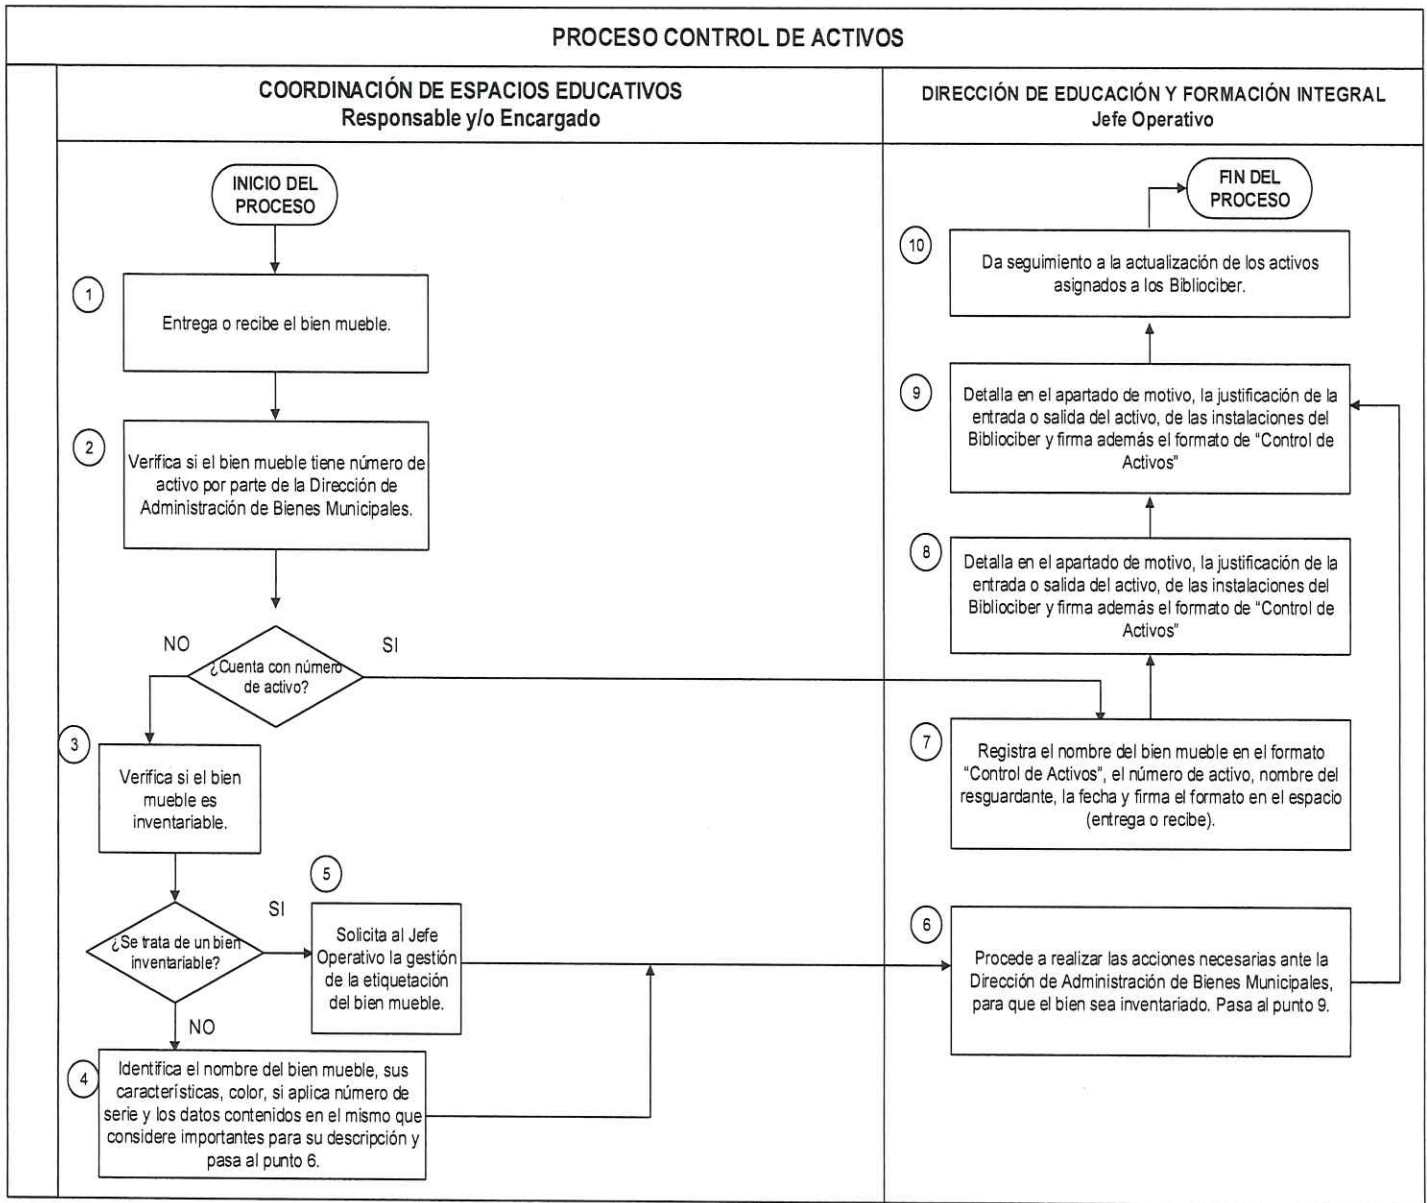 PROCESO CONTROL DE ACTIVOS
COORDINACIÓN DE ESPACIOS EDUCATIVOS
Responsable y/o Encargado
DIRECCIÓN DE EDUCACIÓN Y FORMACIÓN INTEGRAL
Jefe Operativo
INICIO DEL
PROCESO
1
Entrega o recibe el bien mueble.
2
Verifica si el bien mueble tiene número de
activo por parte de la Dirección de
Administración de Bienes Municipales.
NO
SI
¿Cuenta con número
de activo?
3
Verifica si el bien
mueble es
inventariable.
¿Se trata de un bien
inventariable?
SI
NO
5
Solicita al Jefe
Operativo la gestión
de la etiquetación
del bien mueble.
4
Identifica el nombre del bien mueble, sus
características, color, si aplica número de
serie y los datos contenidos en el mismo que
considere importantes para su descripción y
pasa al punto 6.
FIN DEL
PROCESO
10
Da seguimiento a la actualización de los activos
asignados a los Bibliociber.
9
Detalla en el apartado de motivo, la justificación de la
entrada o salida del activo, de las instalaciones del
Bibliociber y firma además el formato de “Control de
Activos”
8
Detalla en el apartado de motivo, la justificación de la
entrada o salida del activo, de las instalaciones del
Bibliociber y firma además el formato de “Control de
Activos”
7
Registra el nombre del bien mueble en el formato
“Control de Activos”, el número de activo, nombre del
resguardante, la fecha y firma el formato en el espacio
(entrega o recibe).
6
Procede a realizar las acciones necesarias ante la
Dirección de Administración de Bienes Municipales,
para que el bien sea inventariado. Pasa al punto 9.